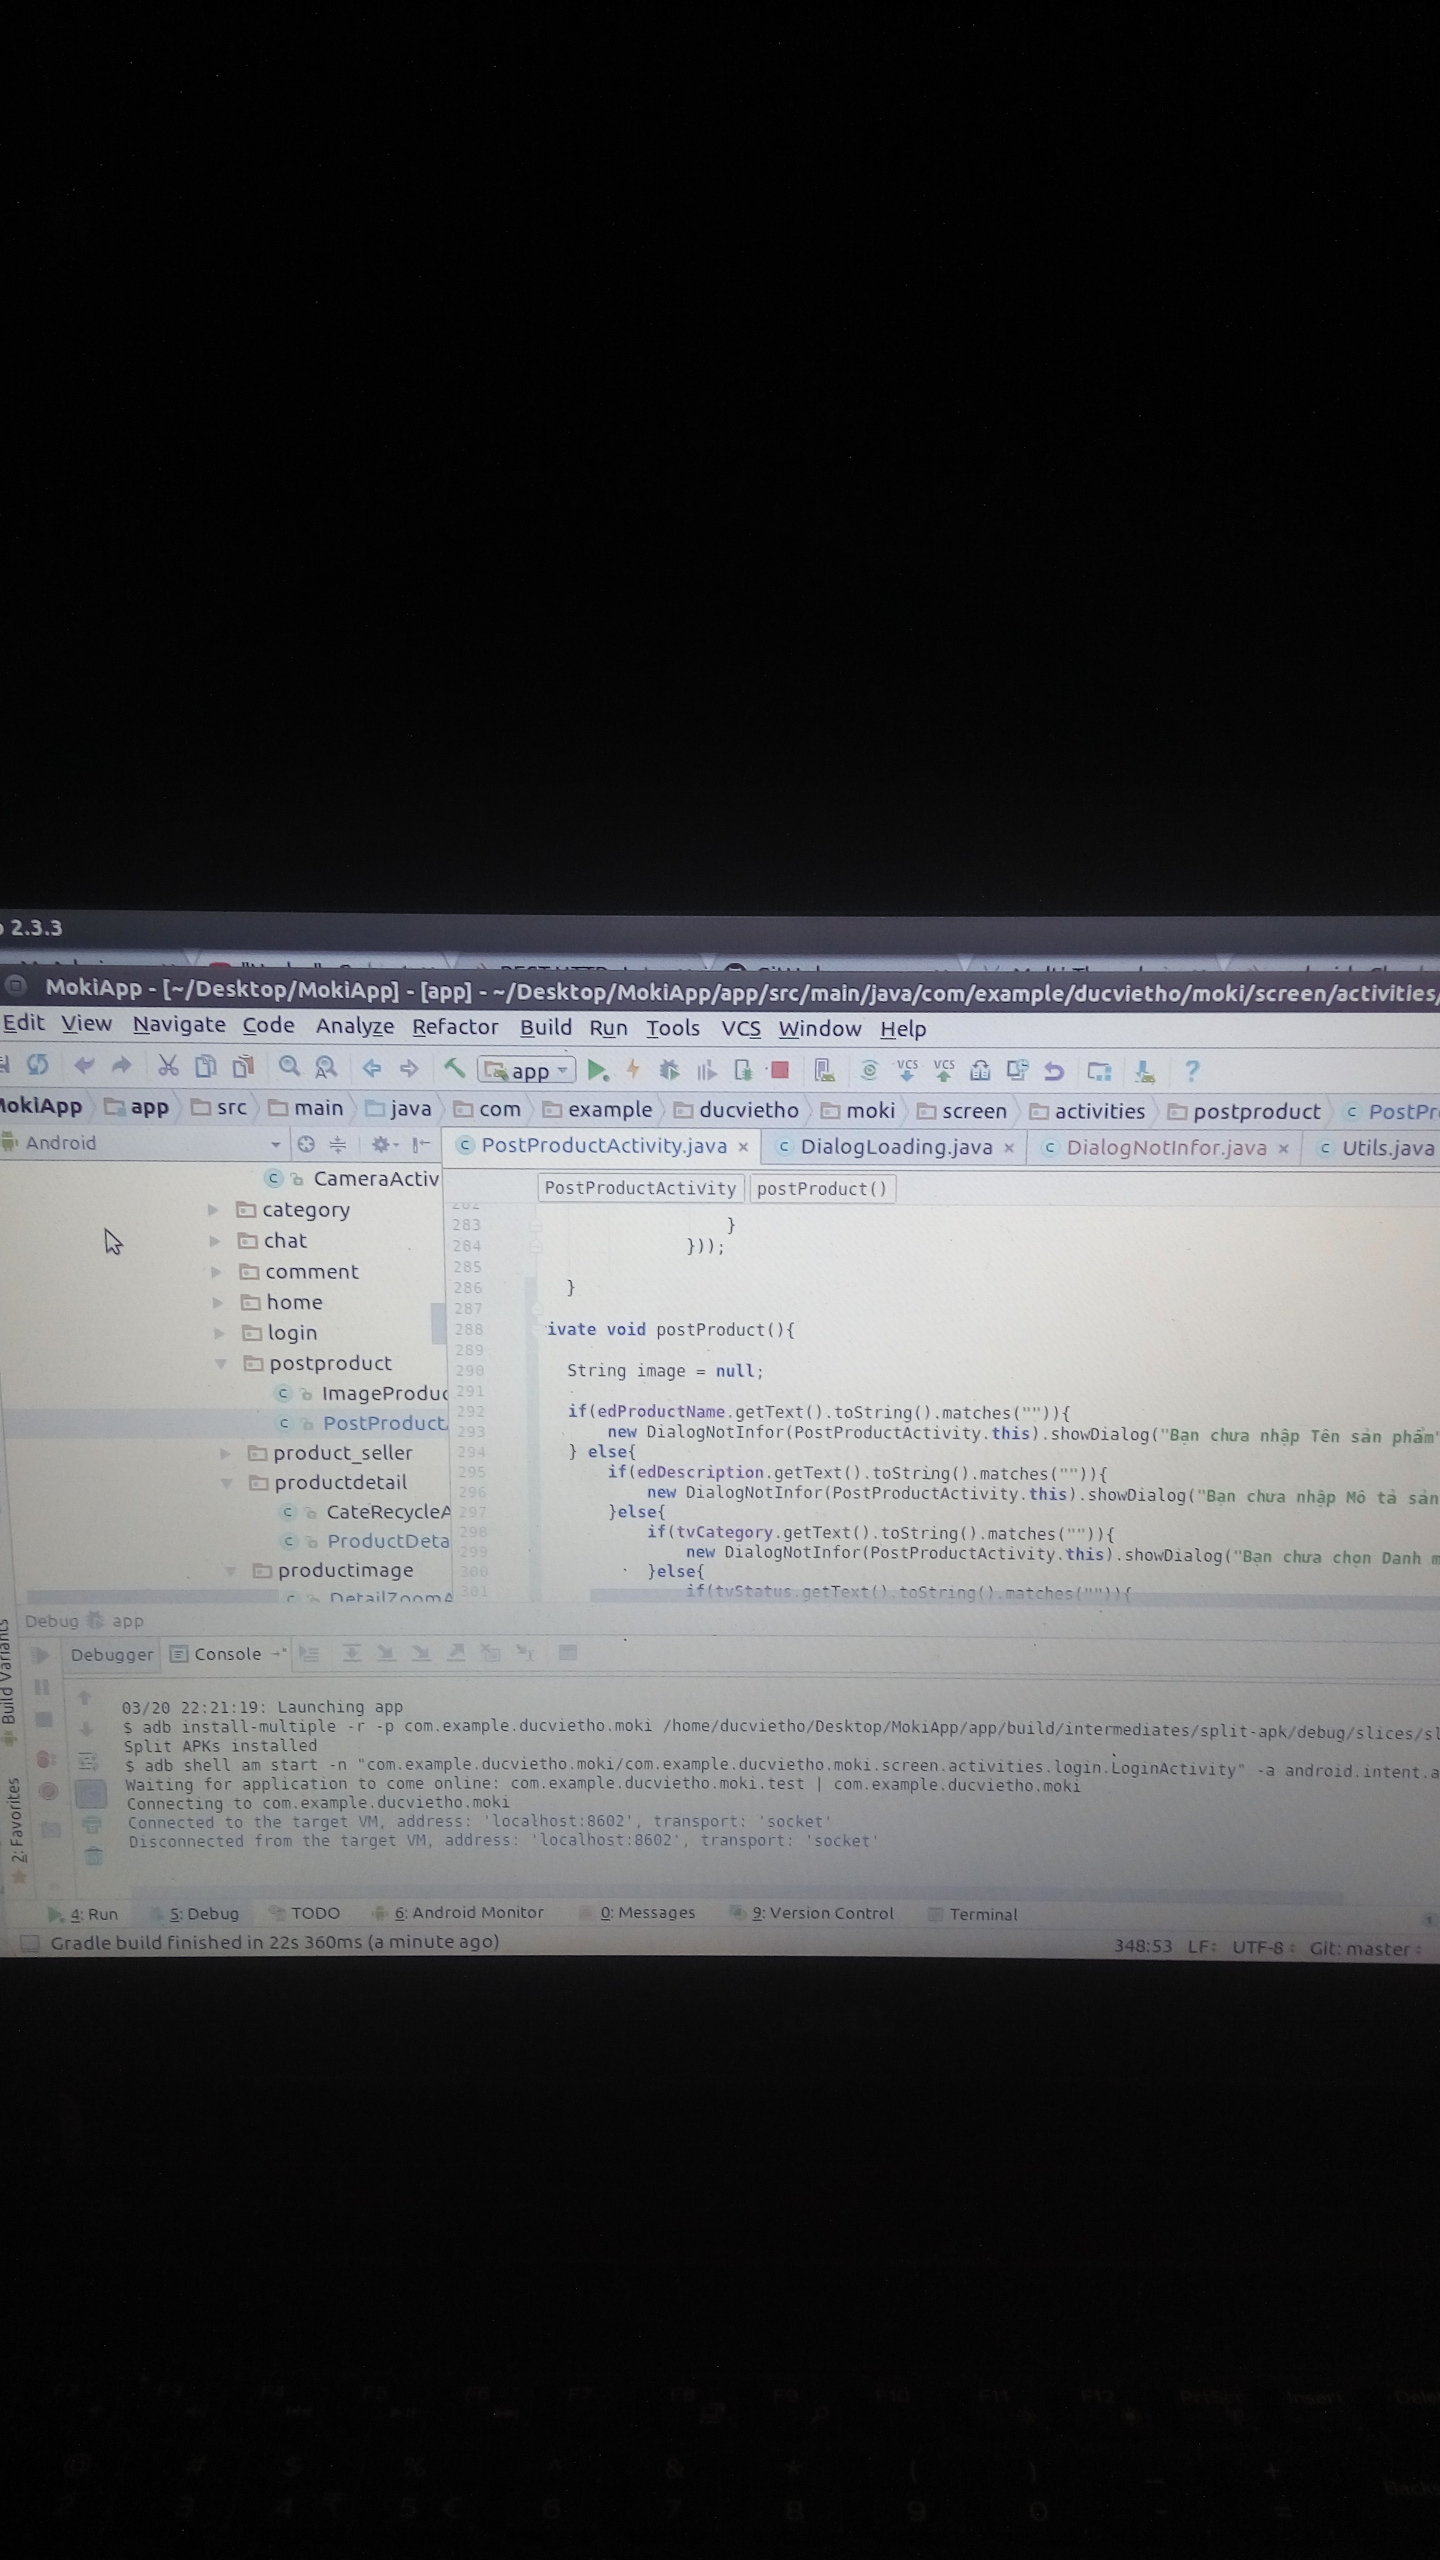 2.3.3
MokiApp - [~/Desktop/MokiApp] - [app] - ~/Desktop/MokiApp/app/src/main/java/com/example/ducvietho/moki/screen/activities/
Edit View Navigate Code Analyze Refactor Build Run Tools VCS Window Help
app
VCS VCS
MokiApp app src main java com example ducvietho moki screen activities postproduct PostPr
Android
PostProductActivity.java × DialogLoading.java × DialogNotInfor.java × Utils.java
CameraActiv
category
chat
comment
home
login
postproduct
ImageProduc
PostProduct
product_seller
productdetail
CateRecycleA
ProductDeta
productimage
DetailZoomA
PostProductActivity postProduct()
282
283 }
284 }));
285
286 }
287
288 ivate void postProduct(){
289
290 String image = null;
291
292 if(edProductName.getText().toString().matches("")){
293 new DialogNotInfor(PostProductActivity.this).showDialog("Bạn chưa nhập Tên sản phẩm"
294 } else{
295 if(edDescription.getText().toString().matches("")){
296 new DialogNotInfor(PostProductActivity.this).showDialog("Bạn chưa nhập Mô tả sản
297 }else{
298 if(tvCategory.getText().toString().matches("")){
299 new DialogNotInfor(PostProductActivity.this).showDialog("Bạn chưa chọn Danh m
300 }else{
301 if(tvStatus.getText().toString().matches("")){
Debug app
Debugger Console
03/20 22:21:19: Launching app
$ adb install-multiple -r -p com.example.ducvietho.moki /home/ducvietho/Desktop/MokiApp/app/build/intermediates/split-apk/debug/slices/sl
Split APKs installed
$ adb shell am start -n "com.example.ducvietho.moki/com.example.ducvietho.moki.screen.activities.login.LoginActivity" -a android.intent.a
Waiting for application to come online: com.example.ducvietho.moki.test | com.example.ducvietho.moki
Connecting to com.example.ducvietho.moki
Connected to the target VM, address: 'localhost:8602', transport: 'socket'
Disconnected from the target VM, address: 'localhost:8602', transport: 'socket'
Build Variants
2: Favorites
4: Run 5: Debug TODO 6: Android Monitor 0: Messages 9: Version Control Terminal
Gradle build finished in 22s 360ms (a minute ago)
348:53 LF: UTF-8: Git: master: